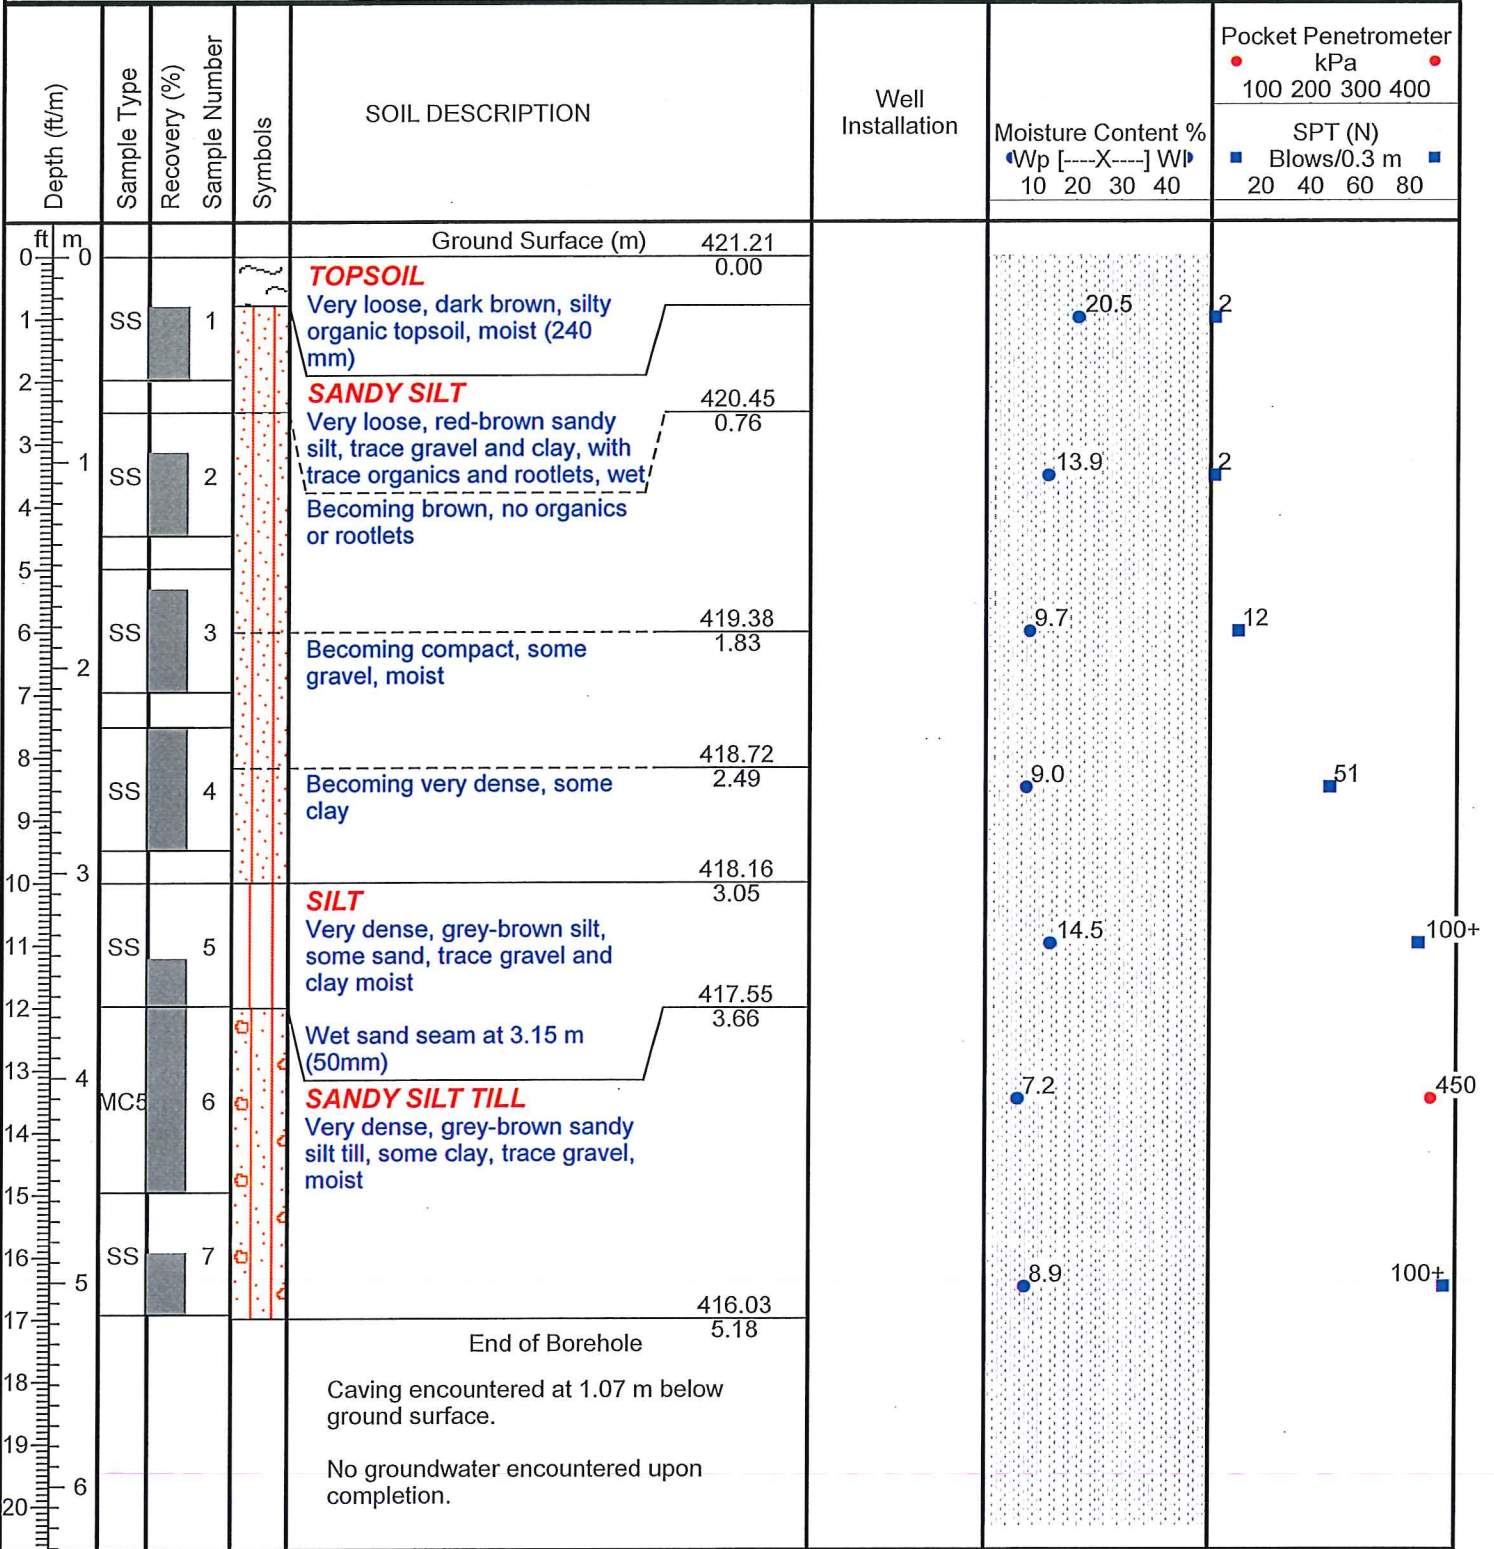 Depth (ft/m)
Sample Type
Recovery (%)
Sample Number
Symbols
SOIL DESCRIPTION
Well
Installation
Moisture Content %
Wp [----X----] Wl
10 20 30 40
Pocket Penetrometer
kPa
100 200 300 400
SPT (N)
Blows/0.3 m
20 40 60 80
ft m
Ground Surface (m) 421.21
0 0
0.00
TOPSOIL
Very loose, dark brown, silty
organic topsoil, moist (240
mm)
1 SS 1 20.5 2
2
SANDY SILT
420.45
0.76
Very loose, red-brown sandy
silt, trace gravel and clay, with
trace organics and rootlets, wet
3
1
SS 2 13.9 2
4
Becoming brown, no organics
or rootlets
5
419.38
6 SS 3 9.7 12
1.83
Becoming compact, some
gravel, moist
2
7
418.72
8
2.49
Becoming very dense, some
clay
SS 4 9.0 51
9
418.16
3
10
3.05
SILT
Very dense, grey-brown silt,
some sand, trace gravel and
clay moist
11 SS 5 14.5 100+
417.55
12
3.66
Wet sand seam at 3.15 m
(50mm)
13
4
SANDY SILT TILL
MC5 6 7.2 450
Very dense, grey-brown sandy
silt till, some clay, trace gravel,
moist
14
15
16 SS 7 8.9 100+
5
416.03
17
5.18
End of Borehole
18
Caving encountered at 1.07 m below
ground surface.
19
No groundwater encountered upon
completion.
6
20